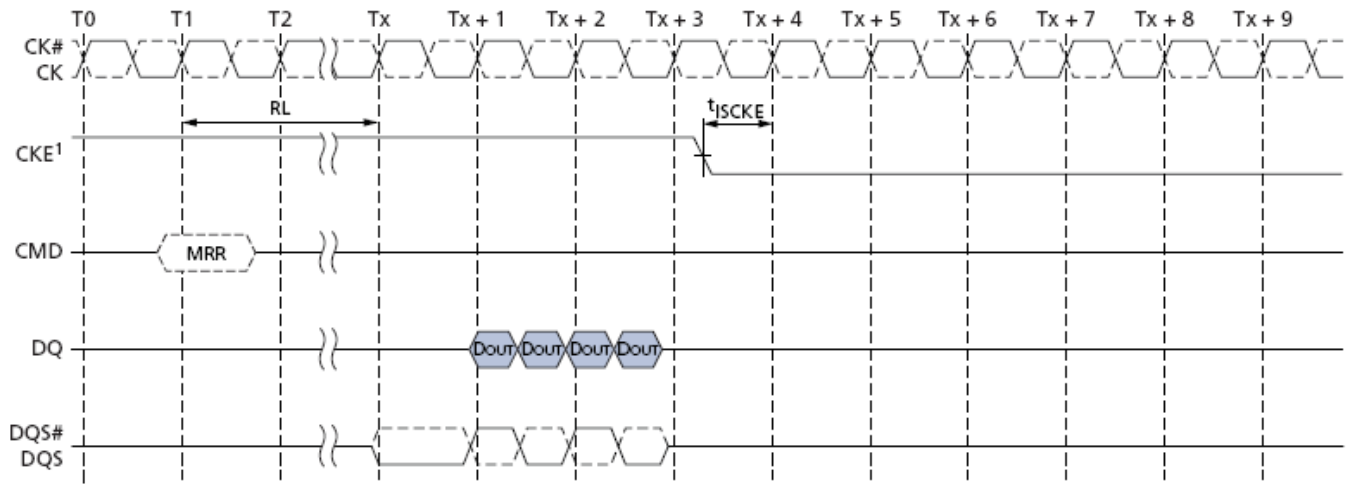 T0 T1 T2 Tx Tx + 1 Tx + 2 Tx + 3 Tx + 4 Tx + 5 Tx + 6 Tx + 7 Tx + 8 Tx + 9
CK#
CK
RL
tISCKE
CKE1
CMD
MRR
DQ
DOUT DOUT DOUT DOUT
DQS#
DQS